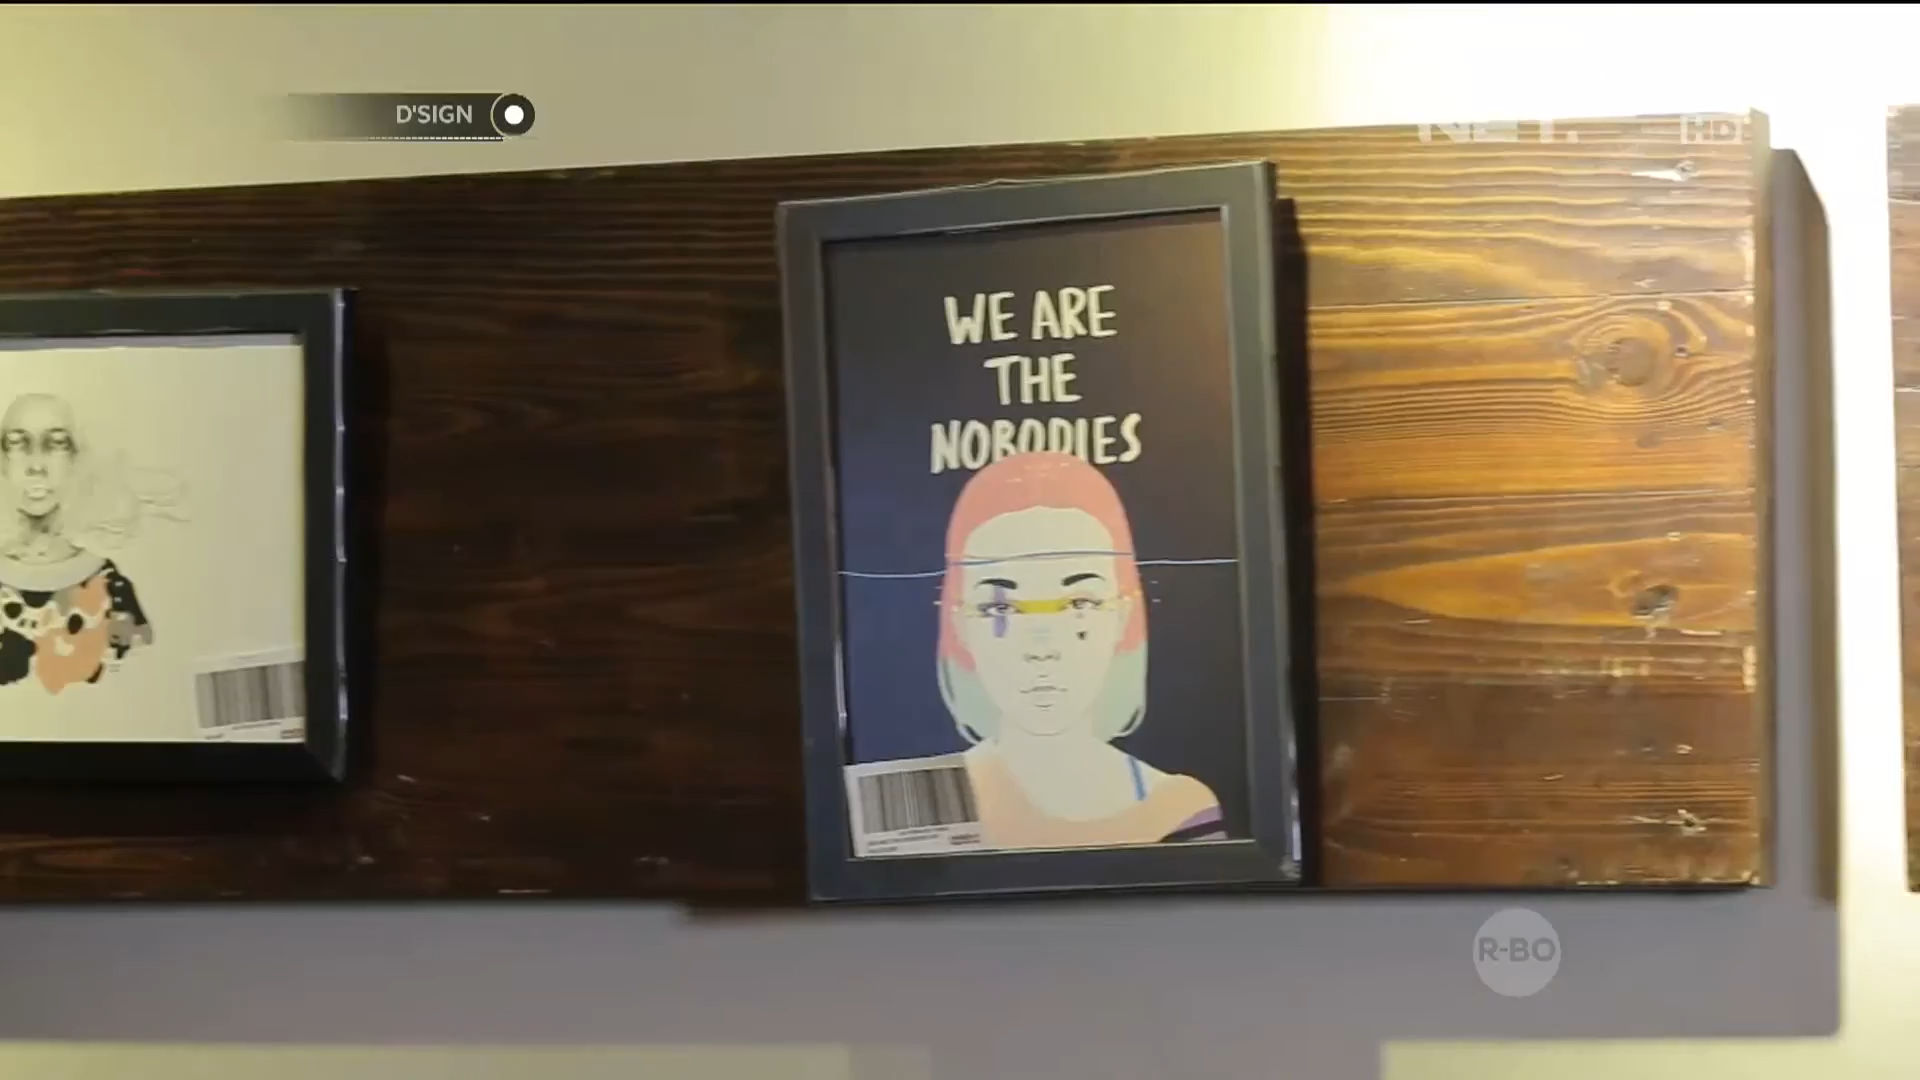 D'SIGN
NET.
HD
WE ARE
THE
NOBODIES
R-BO